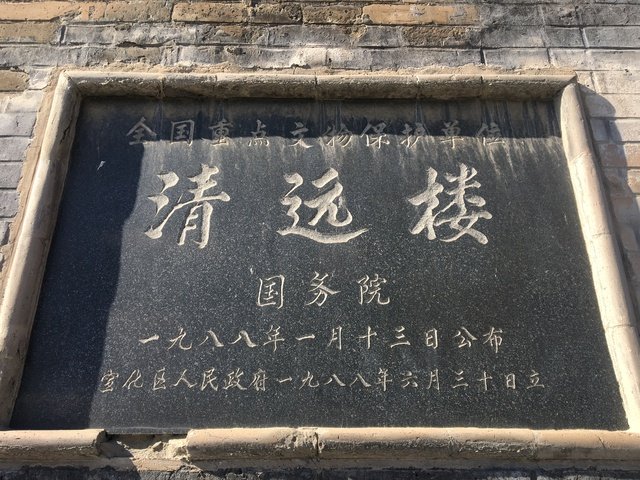 全国重点文物保护单位
清远楼
国务院
一九八八年一月十三日公布
宣化区人民政府一九八八年六月三十日立